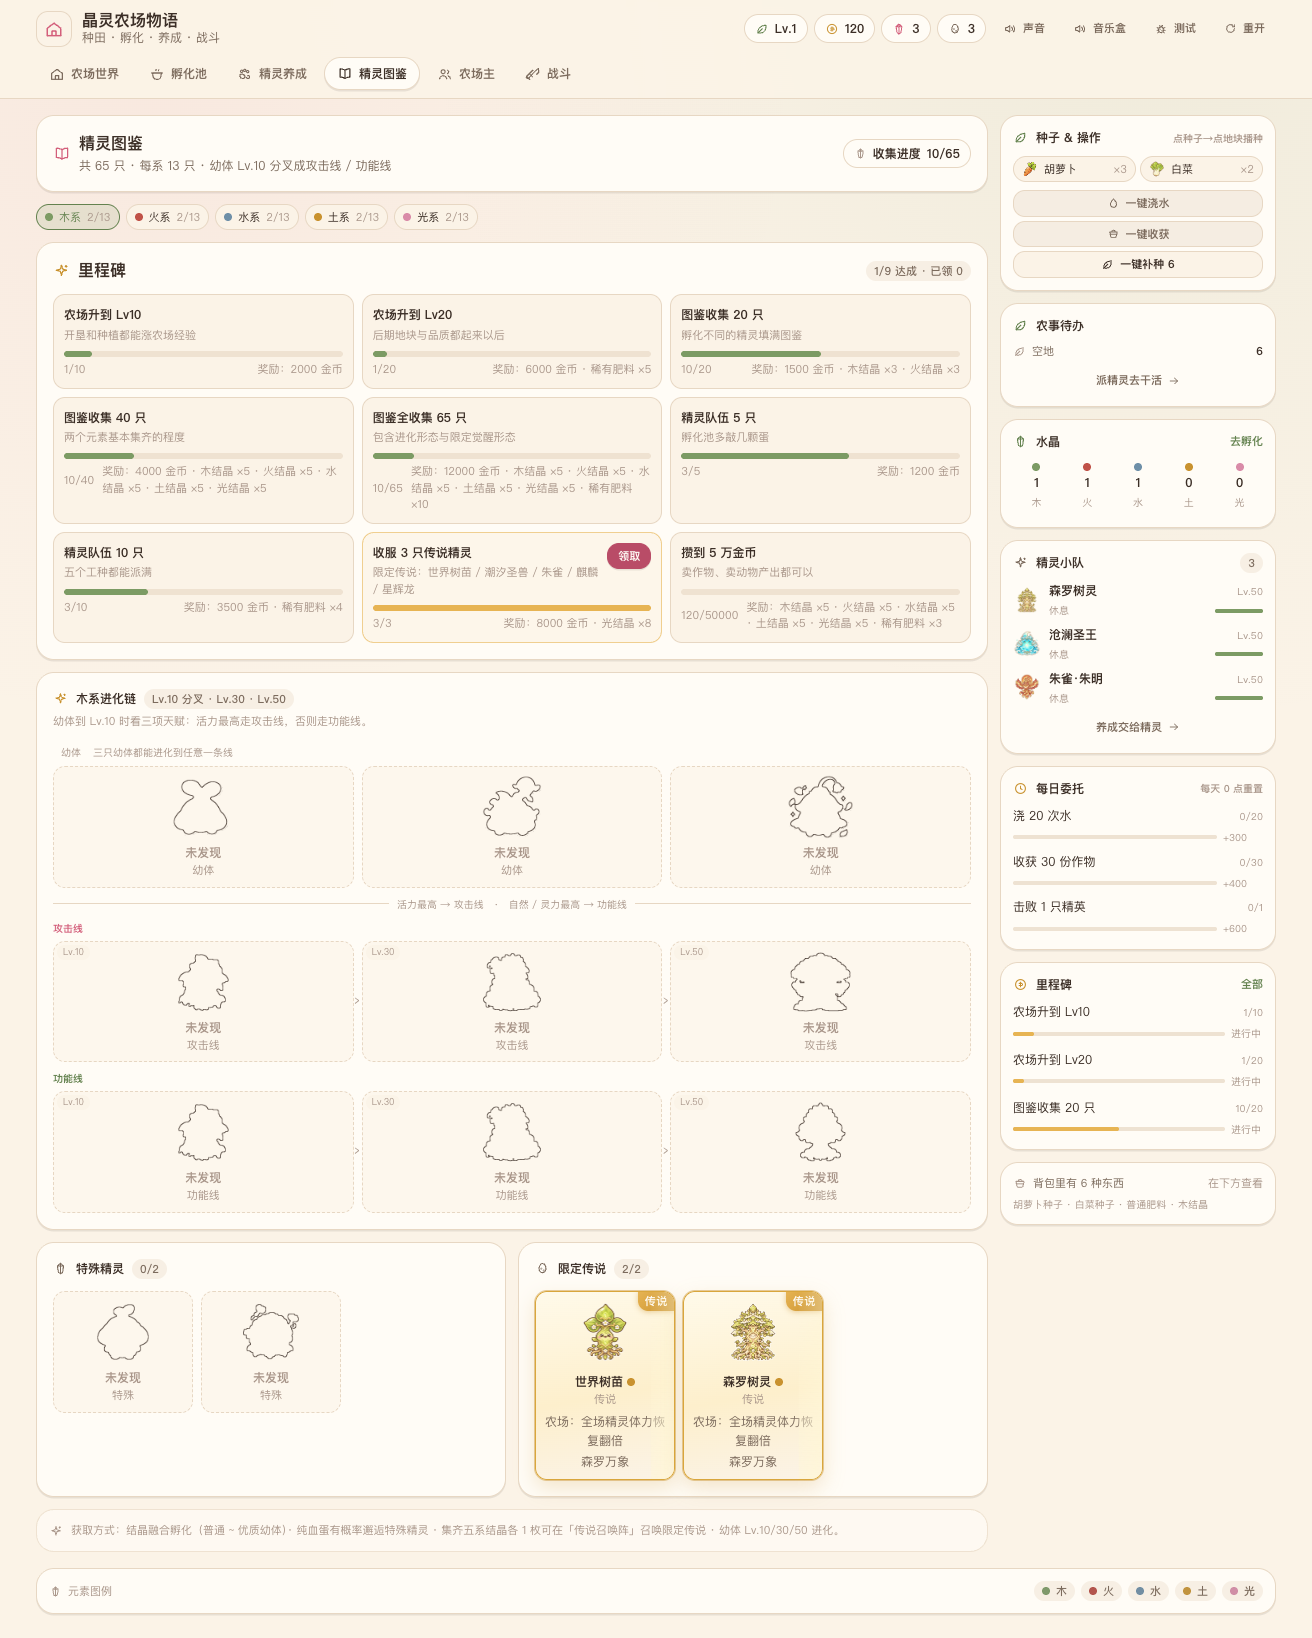 晶灵农场物语
种田 · 孵化 · 养成 · 战斗
Lv.1
120
3
3
声音
音乐盒
测试
重开
农场世界
孵化池
精灵养成
精灵图鉴
农场主
战斗
精灵图鉴
共 65 只 · 每系 13 只 · 幼体 Lv.10 分叉成攻击线 / 功能线
收集进度 10/65
木系 2/13
火系 2/13
水系 2/13
土系 2/13
光系 2/13
里程碑
1/9 达成 · 已领 0
农场升到 Lv10
开垦和种植都能涨农场经验
1/10
奖励：2000 金币
农场升到 Lv20
后期地块与品质都起来以后
1/20
奖励：6000 金币 · 稀有肥料 ×5
图鉴收集 20 只
孵化不同的精灵填满图鉴
10/20
奖励：1500 金币 · 木结晶 ×3 · 火结晶 ×3
图鉴收集 40 只
两个元素基本集齐的程度
10/40
奖励：4000 金币 · 木结晶 ×5 · 火结晶 ×5 · 水
结晶 ×5 · 土结晶 ×5 · 光结晶 ×5
图鉴全收集 65 只
包含进化形态与限定觉醒形态
10/65
奖励：12000 金币 · 木结晶 ×5 · 火结晶 ×5 · 水
结晶 ×5 · 土结晶 ×5 · 光结晶 ×5 · 稀有肥料
×10
精灵队伍 5 只
孵化池多敲几颗蛋
3/5
奖励：1200 金币
精灵队伍 10 只
五个工种都能派满
3/10
奖励：3500 金币 · 稀有肥料 ×4
收服 3 只传说精灵
领取
限定传说：世界树苗 / 潮汐圣兽 / 朱雀 / 麒麟
/ 星辉龙
3/3
奖励：8000 金币 · 光结晶 ×8
攒到 5 万金币
卖作物、卖动物产出都可以
120/50000
奖励：木结晶 ×5 · 火结晶 ×5 · 水结晶 ×5
· 土结晶 ×5 · 光结晶 ×5 · 稀有肥料 ×3
木系进化链
Lv.10 分叉 · Lv.30 · Lv.50
幼体到 Lv.10 时看三项天赋：活力最高走攻击线，否则走功能线。
幼体 三只幼体都能进化到任意一条线
未发现
幼体
未发现
幼体
未发现
幼体
活力最高 → 攻击线 · 自然 / 灵力最高 → 功能线
攻击线
Lv.10
未发现
攻击线
›
Lv.30
未发现
攻击线
›
Lv.50
未发现
攻击线
功能线
Lv.10
未发现
功能线
›
Lv.30
未发现
功能线
›
Lv.50
未发现
功能线
特殊精灵
0/2
未发现
特殊
未发现
特殊
限定传说
2/2
传说
世界树苗
传说
农场：全场精灵体力恢
复翻倍
森罗万象
传说
森罗树灵
传说
农场：全场精灵体力恢
复翻倍
森罗万象
获取方式：结晶融合孵化（普通 ~ 优质幼体）· 纯血蛋有概率邂逅特殊精灵 · 集齐五系结晶各 1 枚可在「传说召唤阵」召唤限定传说 · 幼体 Lv.10/30/50 进化。
元素图例
木
火
水
土
光
种子 & 操作
点种子→点地块播种
胡萝卜 ×3
白菜 ×2
一键浇水
一键收获
一键补种 6
农事待办
空地
6
派精灵去干活 →
水晶
去孵化
1
1
1
0
0
木
火
水
土
光
精灵小队
3
森罗树灵
Lv.50
休息
沧澜圣王
Lv.50
休息
朱雀·朱明
Lv.50
休息
养成交给精灵 →
每日委托
每天 0 点重置
浇 20 次水
0/20
+300
收获 30 份作物
0/30
+400
击败 1 只精英
0/1
+600
里程碑
全部
农场升到 Lv10
1/10
进行中
农场升到 Lv20
1/20
进行中
图鉴收集 20 只
10/20
进行中
背包里有 6 种东西
在下方查看
胡萝卜种子 · 白菜种子 · 普通肥料 · 木结晶